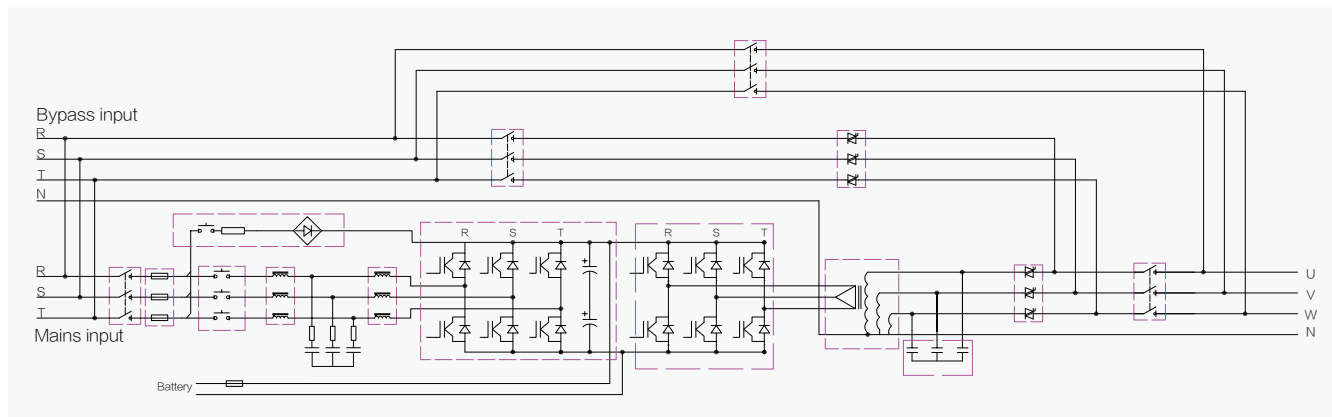 Bypass input
R
S
T
N
R S T
R S T
R
S
T
Mains input
U
V
W
N
+
+
Battery